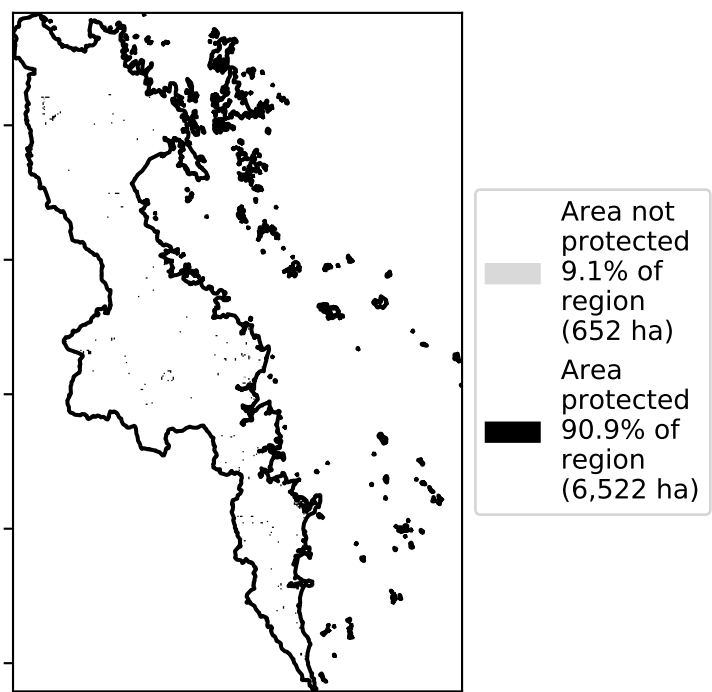 Area not
protected
9.1% of
region
(652 ha)
Area
protected
90.9% of
region
(6,522 ha)